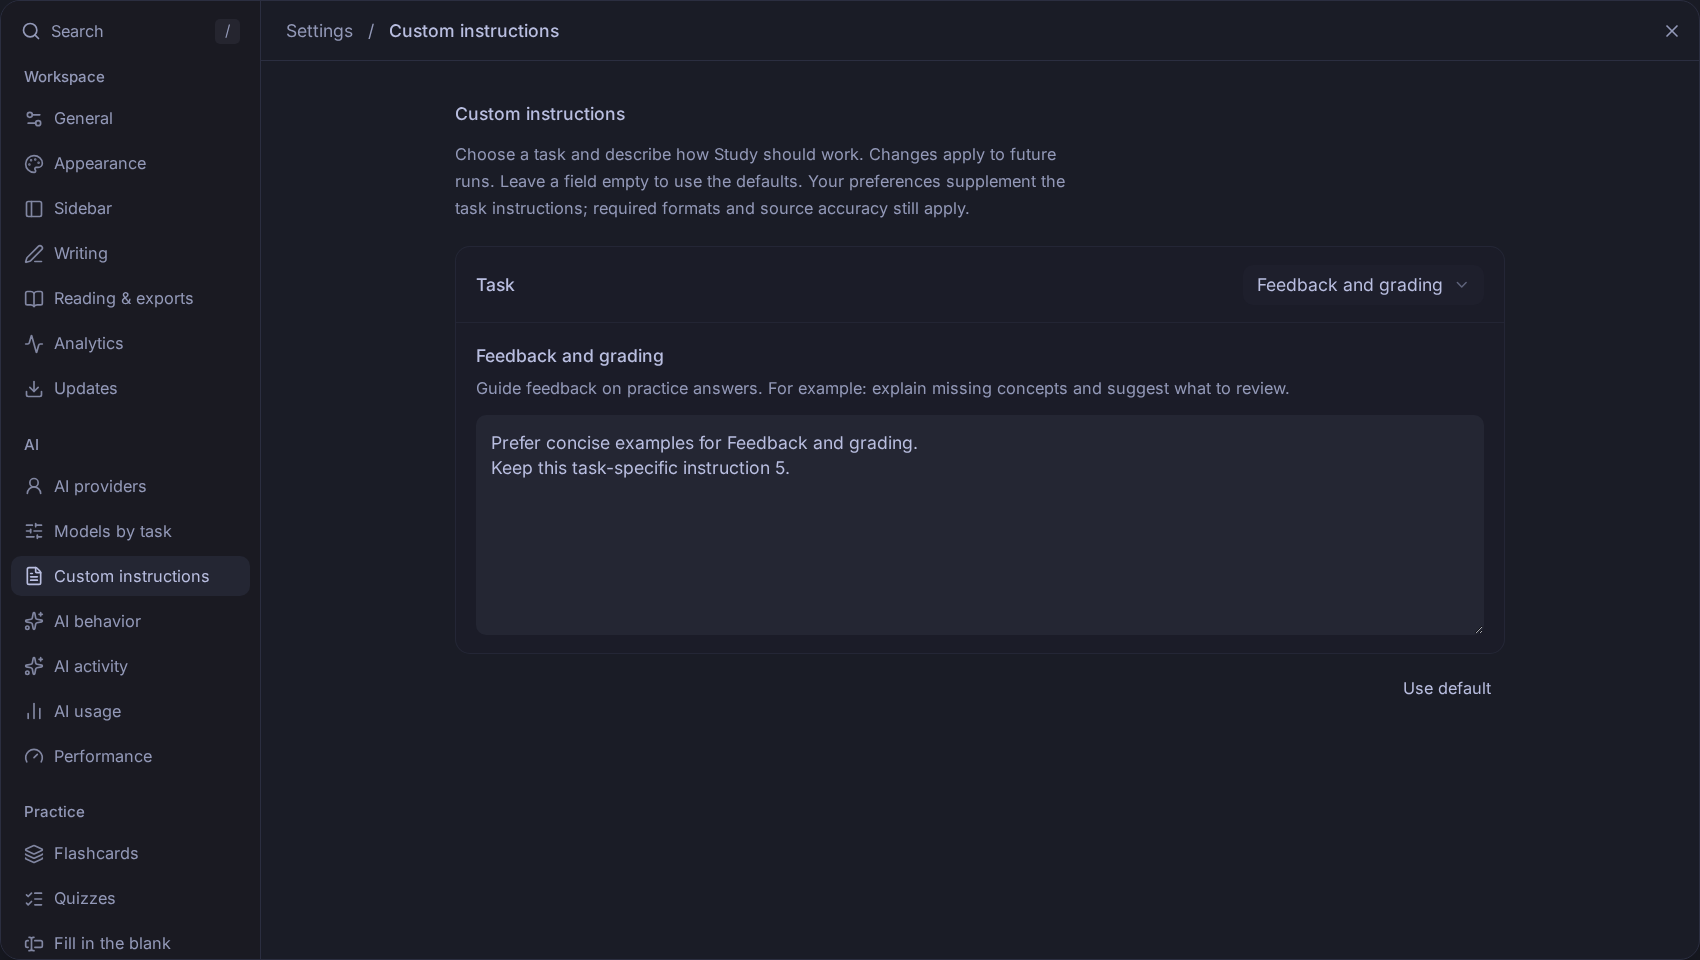 Search
/
Workspace
General
Appearance
Sidebar
Writing
Reading & exports
Analytics
Updates
AI
AI providers
Models by task
Custom instructions
AI behavior
AI activity
AI usage
Performance
Practice
Flashcards
Quizzes
Fill in the blank
Settings / Custom instructions
Custom instructions
Choose a task and describe how Study should work. Changes apply to future
runs. Leave a field empty to use the defaults. Your preferences supplement the
task instructions; required formats and source accuracy still apply.
Task
Feedback and grading
Feedback and grading
Guide feedback on practice answers. For example: explain missing concepts and suggest what to review.
Prefer concise examples for Feedback and grading.
Keep this task-specific instruction 5.
Use default